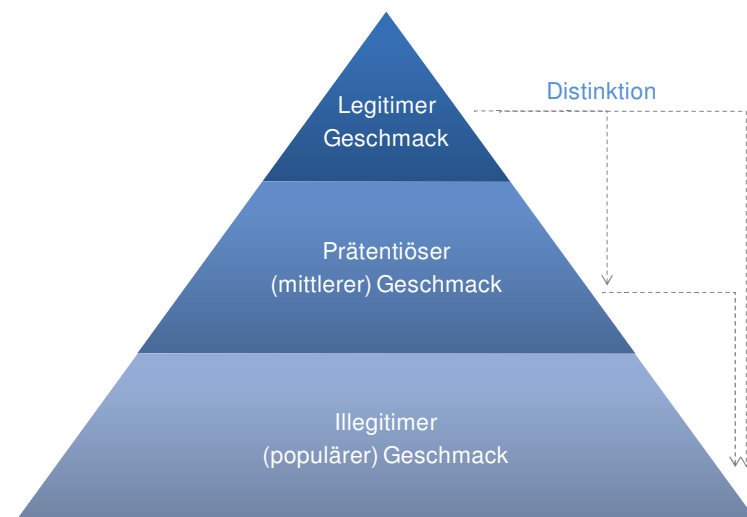 Legitimer
Geschmack
Distinktion
Prätentiöser
(mittlerer) Geschmack
Illegitimer
(populärer) Geschmack